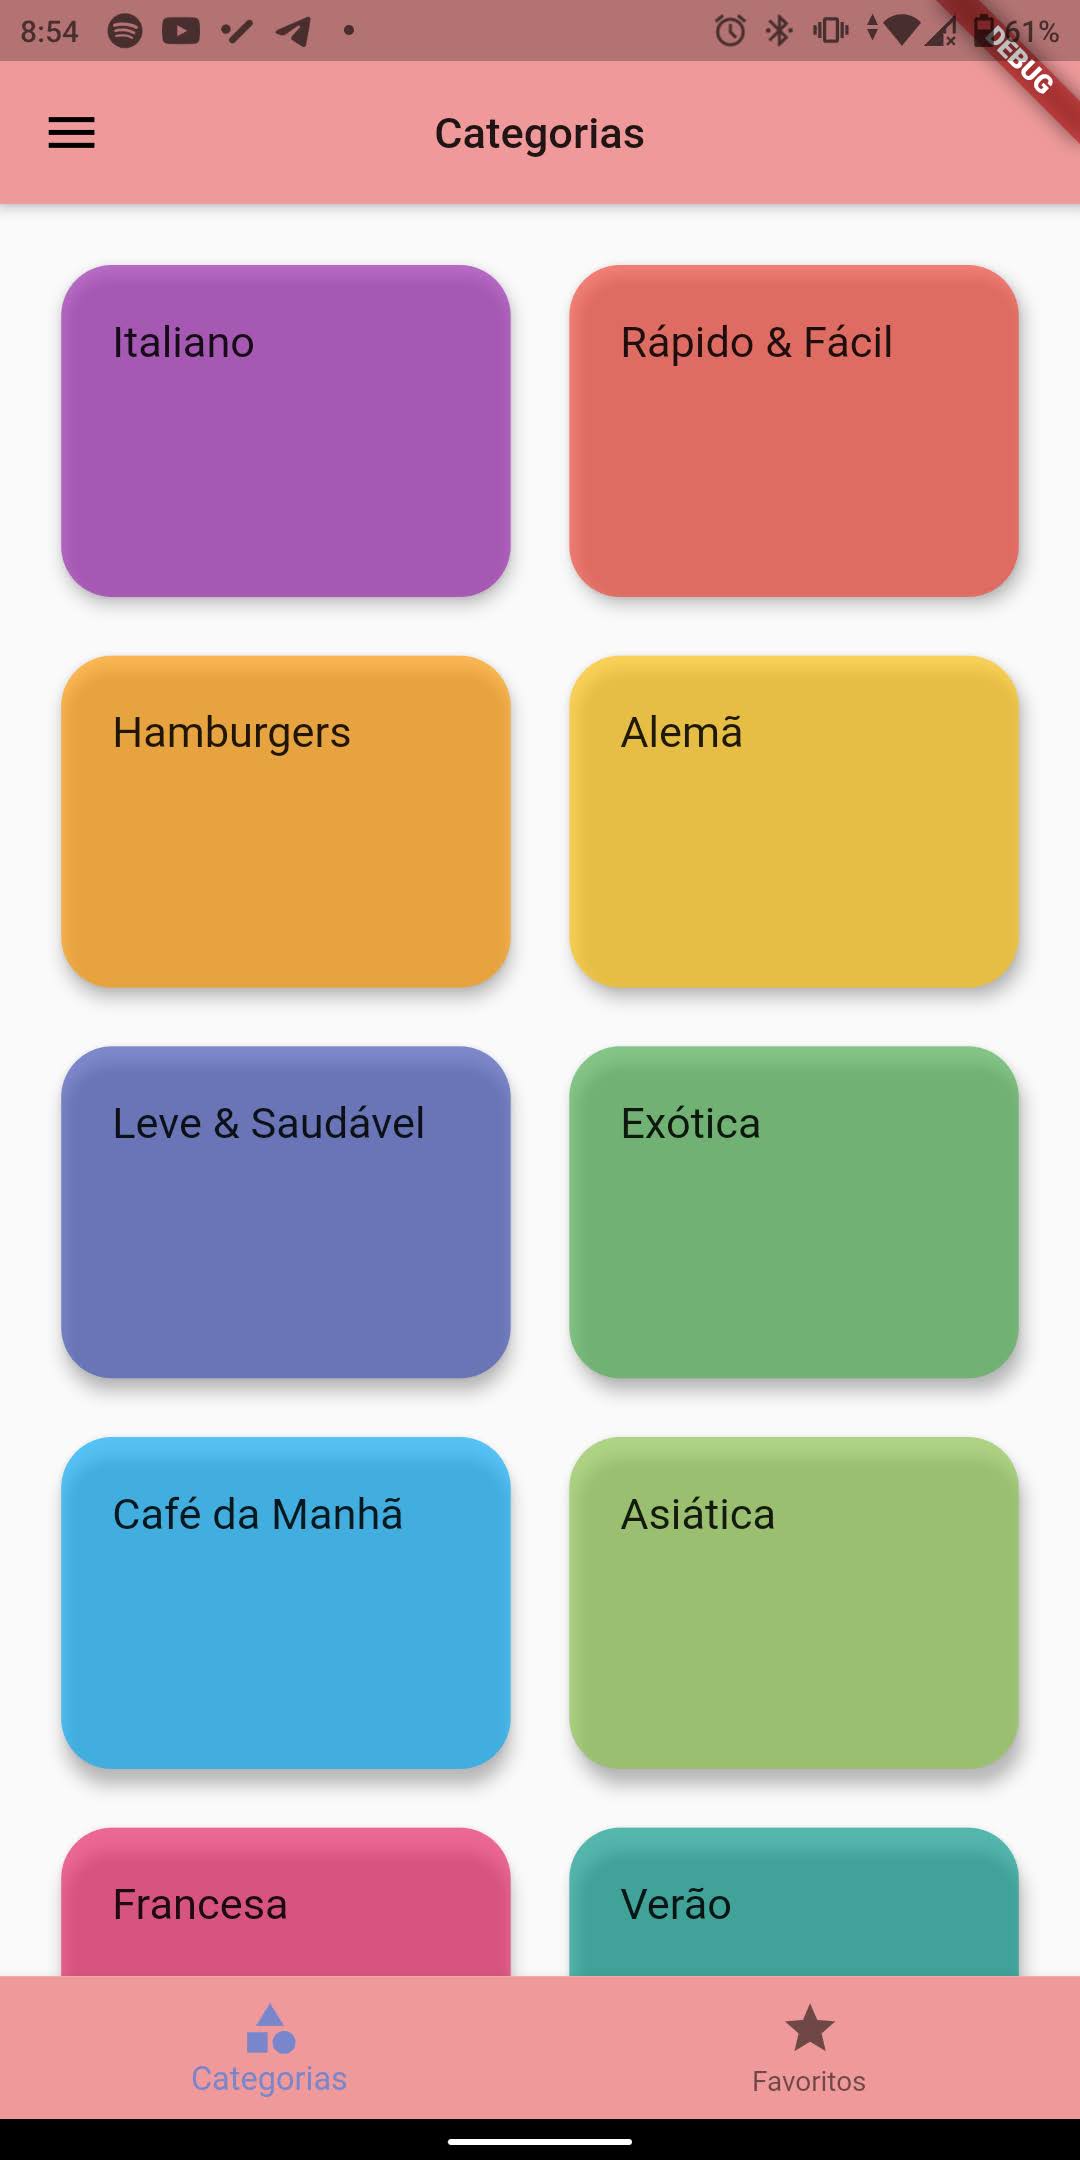 8:54 61%
DEBUG
Categorias
Italiano
Rápido & Fácil
Hamburgers
Alemã
Leve & Saudável
Exótica
Café da Manhã
Asiática
Francesa
Verão
Categorias
Favoritos